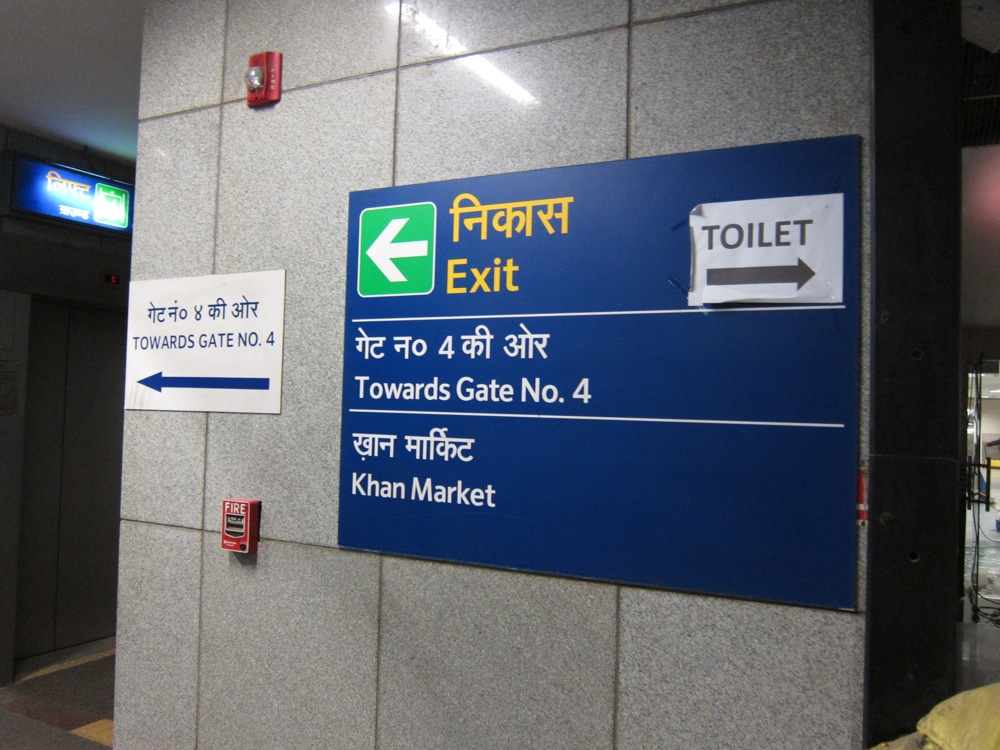 लिफ्ट
ग्राउण्ड
गेट नं० ४ की ओर
TOWARDS GATE NO. 4
FIRE
निकास
Exit
TOILET
गेट न० 4 की ओर
Towards Gate No. 4
ख़ान मार्किट
Khan Market